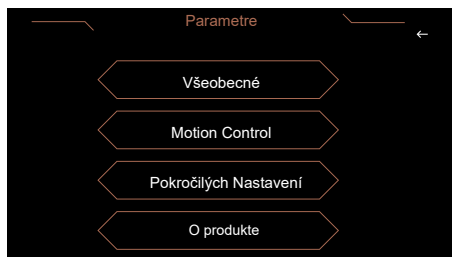 Parametre
Všeobecné
Motion Control
Pokročilých Nastavení
O produkte